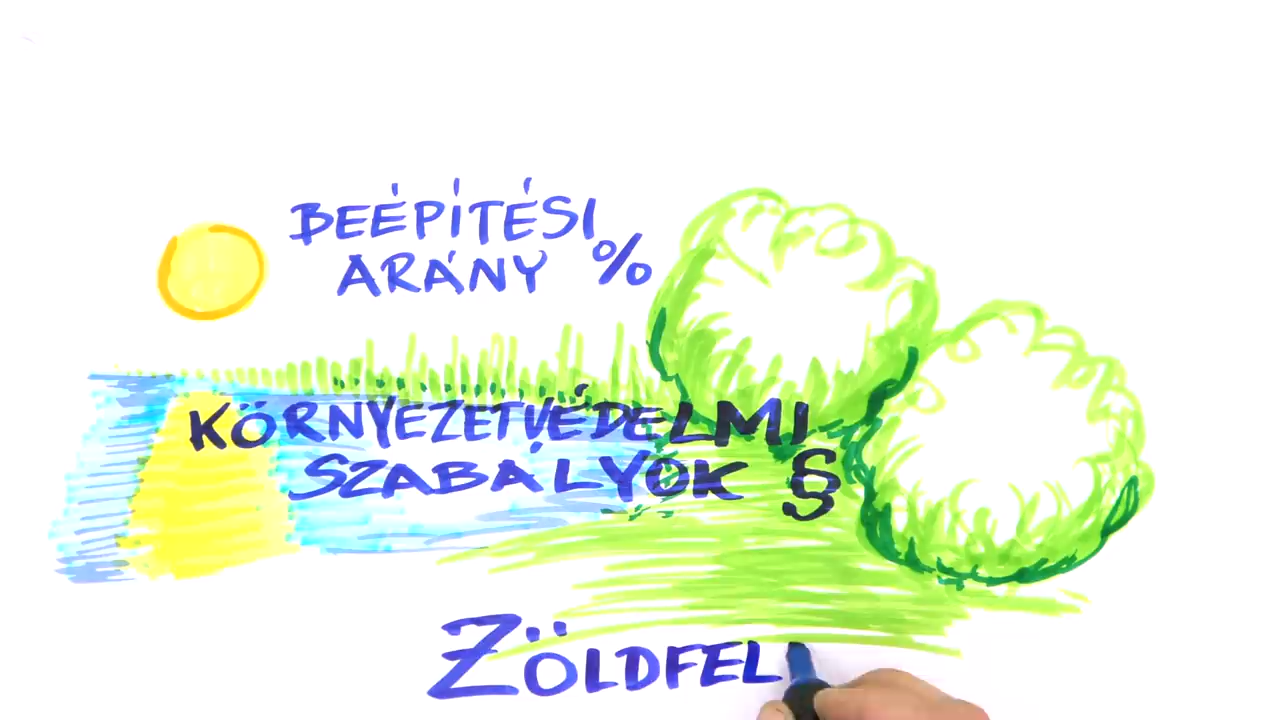 BEÉPÍTÉSI
ARÁNY %
KÖRNYEZETVÉDELMI
SZABÁLYOK §
ZÖLDFEL